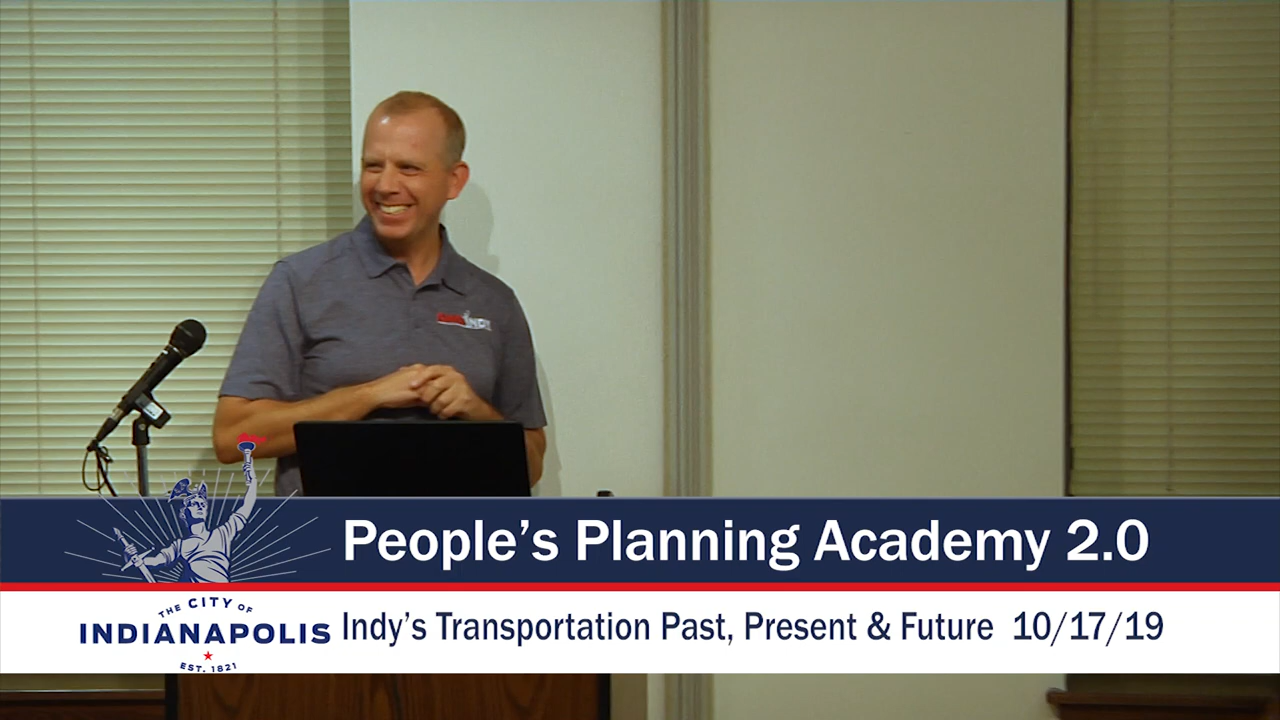 People's Planning Academy 2.0
THE CITY OF
INDIANAPOLIS
EST. 1821
Indy's Transportation Past, Present & Future 10/17/19